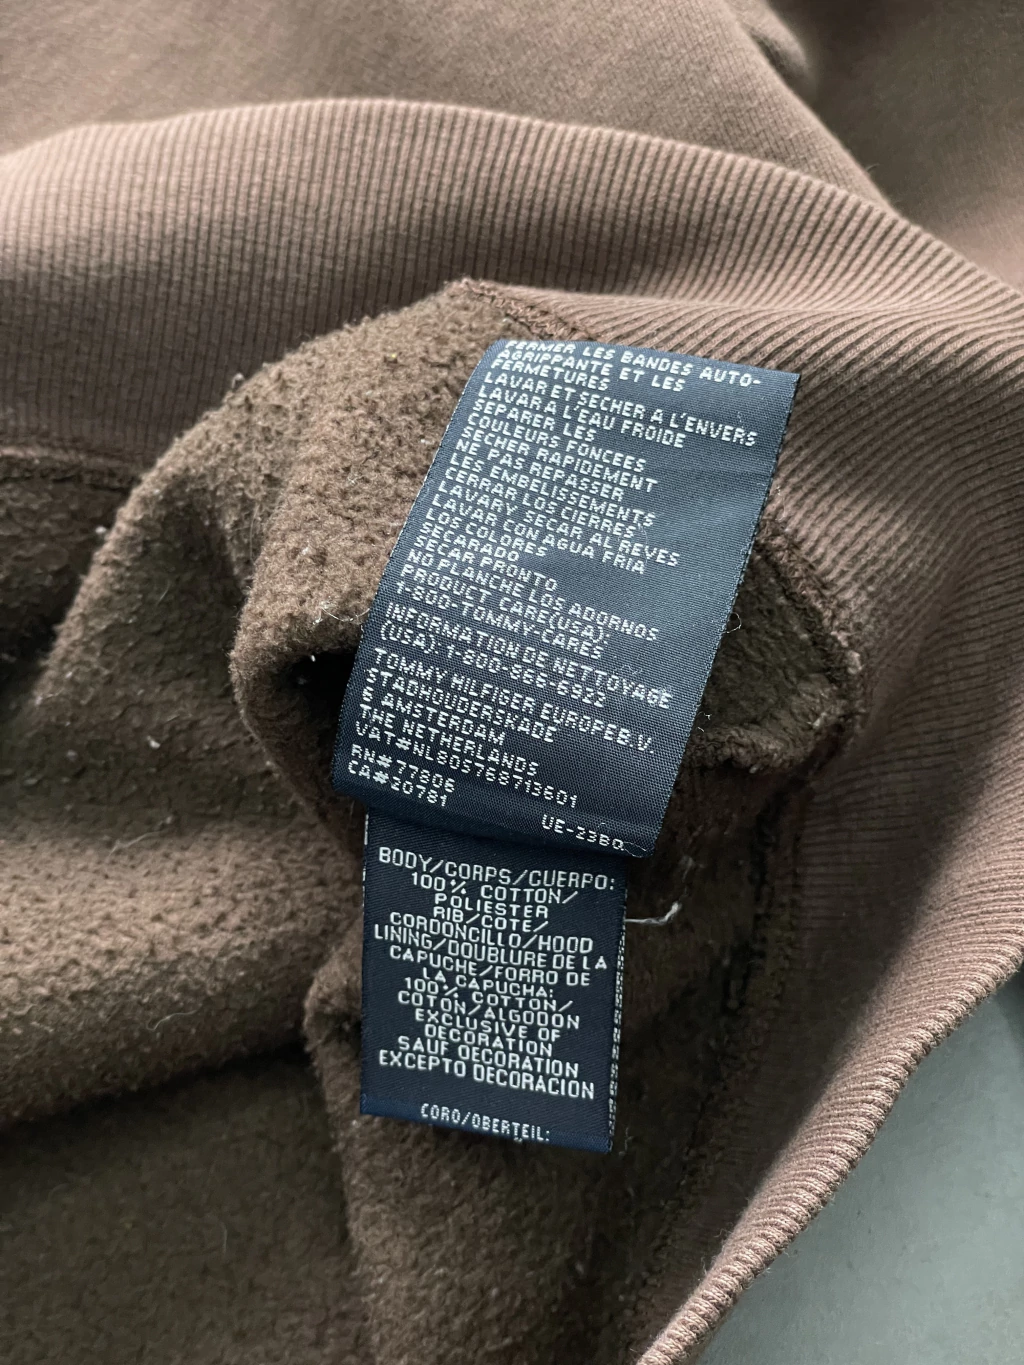 FERMER LES BANDES AUTO-
AGRIPPANTE ET LES
FERMETURES
LAVAR ET SECHER A L'ENVERS
LAVAR A L'EAU FROIDE
SEPARER LES
COULEURS FONCEES
SECHER RAPIDEMENT
NE PAS REPASSER
LES EMBELISSEMENTS
CERRAR LOS CIERRES
LAVAR Y SECAR AL REVES
LAVAR CON AGUA FRIA
LOS COLORES
SECARADO
SECAR PRONTO
NO PLANCHE LOS ADORNOS
PRODUCT CARE(USA):
1-800-TOMMY-CARES
INFORMATION DE NETTOYAGE
(USA): 1-800-866-6922
TOMMY HILFIGER EUROPE B.V.
STADHOUDERSKADE
6 AMSTERDAM
THE NETHERLANDS
VAT#NL805768713601
RN# 77806
CA#20781
UE-23BO
BODY/CORPS/CUERPO:
100% COTTON/
POLIESTER
RIB/COTE/
CORDONCILLO/HOOD
LINING/DOUBLURE DE LA
CAPUCHE/FORRO DE
LA CAPUCHA:
100% COTTON/
COTON/ALGODON
EXCLUSIVE OF
DECORATION
SAUF DECORATION
EXCEPTO DECORACION
CORO/OBERTEIL: